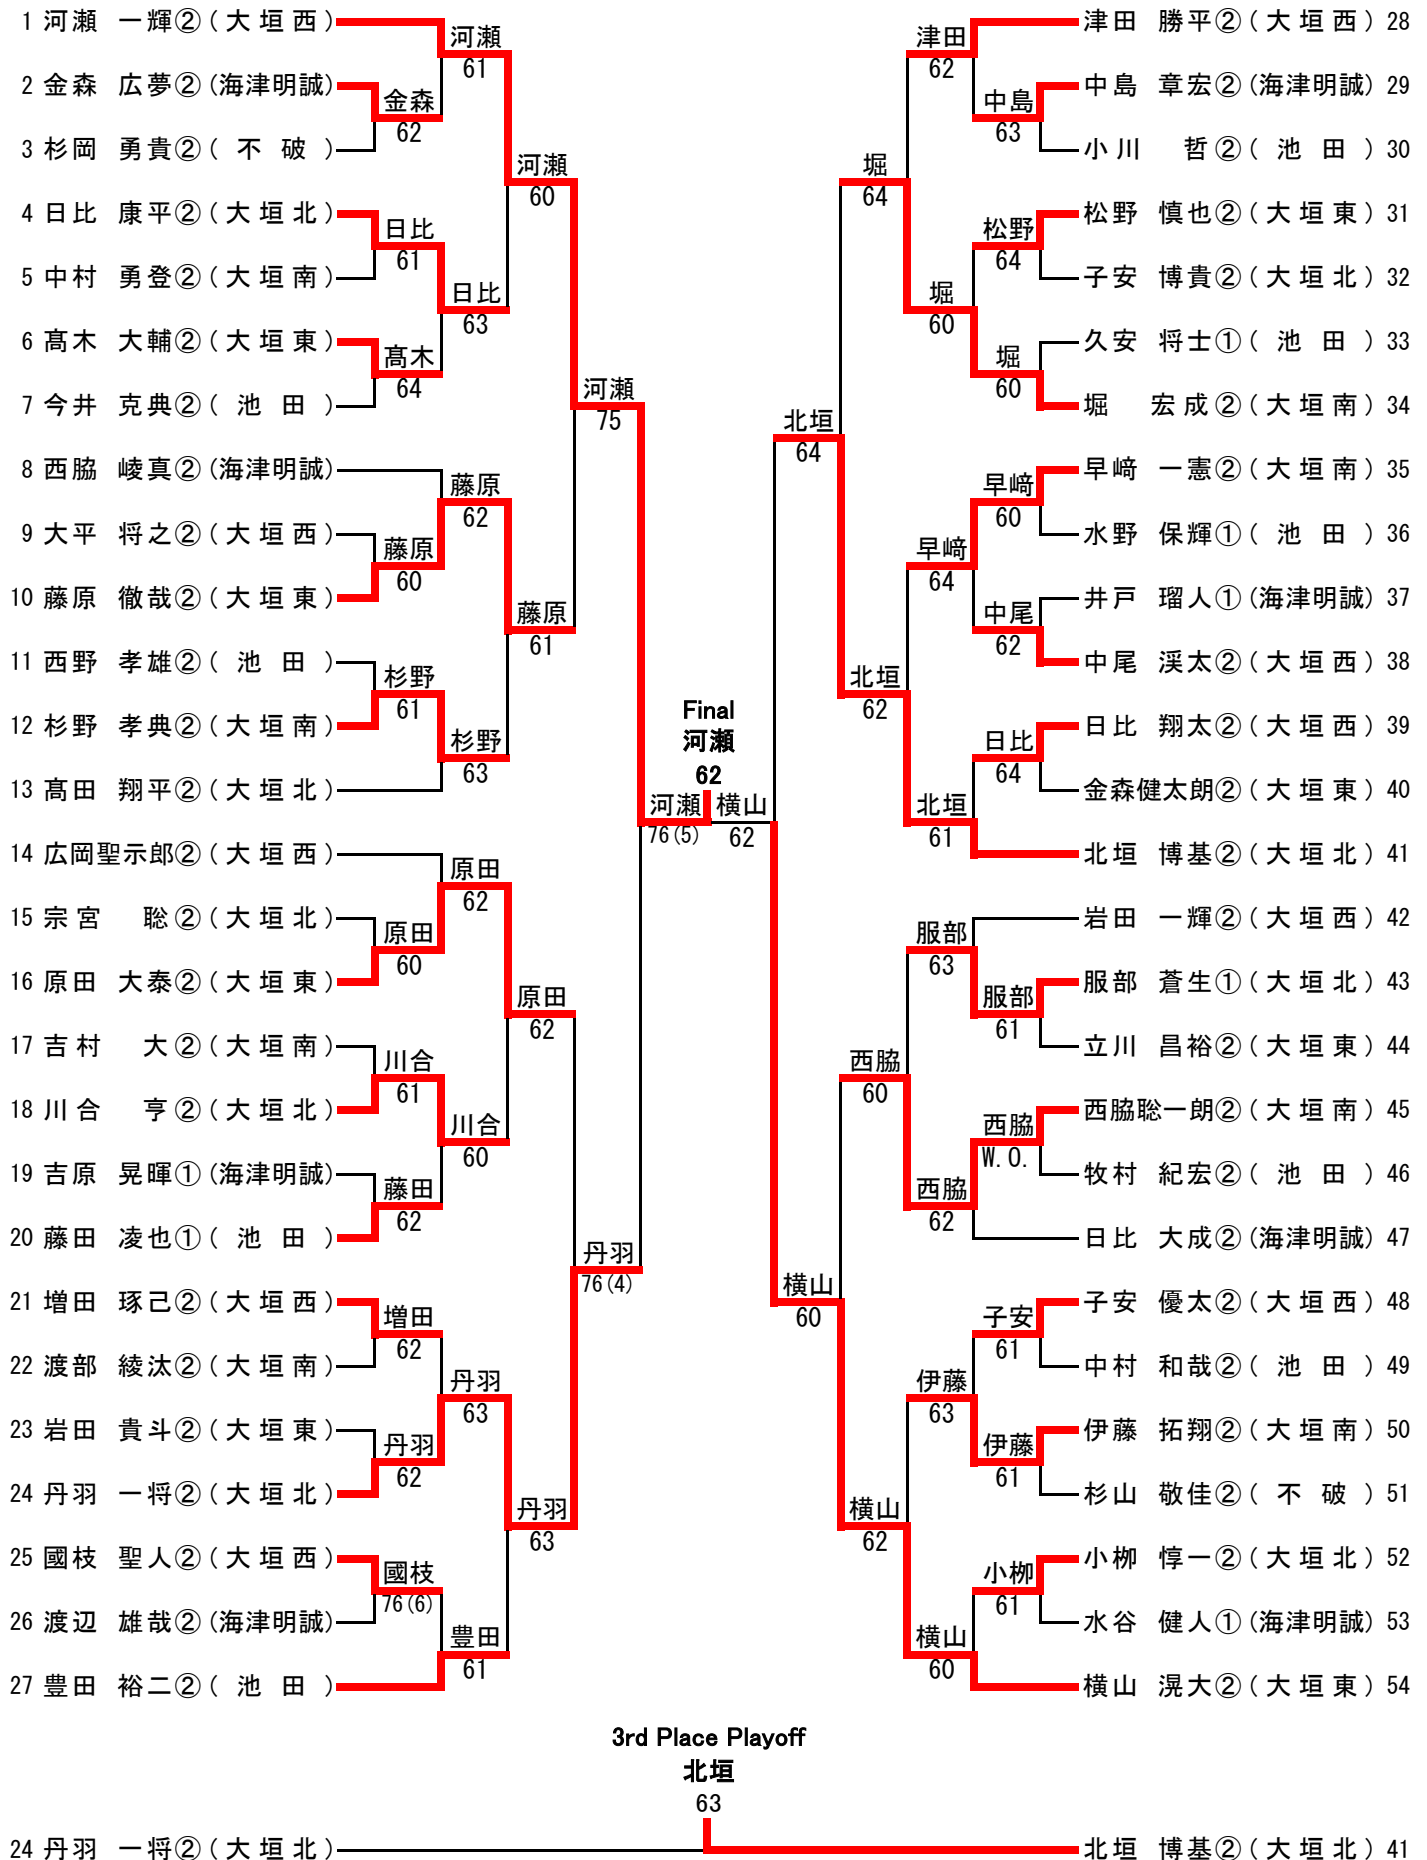 1 河瀬 一輝②(大垣西)
2 金森 広夢②(海津明誠)
3 杉岡 勇貴②( 不 破 )
4 日比 康平②(大垣北)
5 中村 勇登②(大垣南)
6 髙木 大輔②(大垣東)
7 今井 克典②( 池 田 )
8 西脇 崚真②(海津明誠)
9 大平 将之②(大垣西)
10 藤原 徹哉②(大垣東)
11 西野 孝雄②( 池 田 )
12 杉野 孝典②(大垣南)
13 髙田 翔平②(大垣北)
14 広岡聖示郎②(大垣西)
15 宗宮 聡②(大垣北)
16 原田 大泰②(大垣東)
17 吉村 大②(大垣南)
18 川合 亨②(大垣北)
19 吉原 晃暉①(海津明誠)
20 藤田 凌也①( 池 田 )
21 増田 琢己②(大垣西)
22 渡部 綾汰②(大垣南)
23 岩田 貴斗②(大垣東)
24 丹羽 一将②(大垣北)
25 國枝 聖人②(大垣西)
26 渡辺 雄哉②(海津明誠)
27 豊田 裕二②( 池 田 )
金森
62
日比
61
髙木
64
藤原
60
杉野
61
原田
60
川合
61
藤田
62
増田
62
丹羽
62
國枝
76(6)
河瀬
61
日比
63
藤原
62
杉野
63
原田
62
川合
60
丹羽
63
豊田
61
河瀬
60
藤原
61
原田
62
丹羽
63
河瀬
75
丹羽
76(4)
河瀬
76(5)
Final
河瀬
62
横山
62
北垣
64
横山
60
堀
64
北垣
62
西脇
60
横山
62
津田
62
堀
60
早﨑
64
北垣
61
服部
63
西脇
62
伊藤
63
横山
60
中島
63
松野
64
堀
60
早﨑
60
中尾
62
日比
64
服部
61
西脇
W.O.
子安
61
伊藤
61
小栁
61
津田 勝平②(大垣西) 28
中島 章宏②(海津明誠) 29
小川 哲②( 池 田 ) 30
松野 慎也②(大垣東) 31
子安 博貴②(大垣北) 32
久安 将士①( 池 田 ) 33
堀 宏成②(大垣南) 34
早﨑 一憲②(大垣南) 35
水野 保輝①( 池 田 ) 36
井戸 瑠人①(海津明誠) 37
中尾 渓太②(大垣西) 38
日比 翔太②(大垣西) 39
金森健太朗②(大垣東) 40
北垣 博基②(大垣北) 41
岩田 一輝②(大垣西) 42
服部 蒼生①(大垣北) 43
立川 昌裕②(大垣東) 44
西脇聡一朗②(大垣南) 45
牧村 紀宏②( 池 田 ) 46
日比 大成②(海津明誠) 47
子安 優太②(大垣西) 48
中村 和哉②( 池 田 ) 49
伊藤 拓翔②(大垣南) 50
杉山 敬佳②( 不 破 ) 51
小栁 惇一②(大垣北) 52
水谷 健人①(海津明誠) 53
横山 滉大②(大垣東) 54
3rd Place Playoff
北垣
63
24 丹羽 一将②(大垣北)
北垣 博基②(大垣北) 41